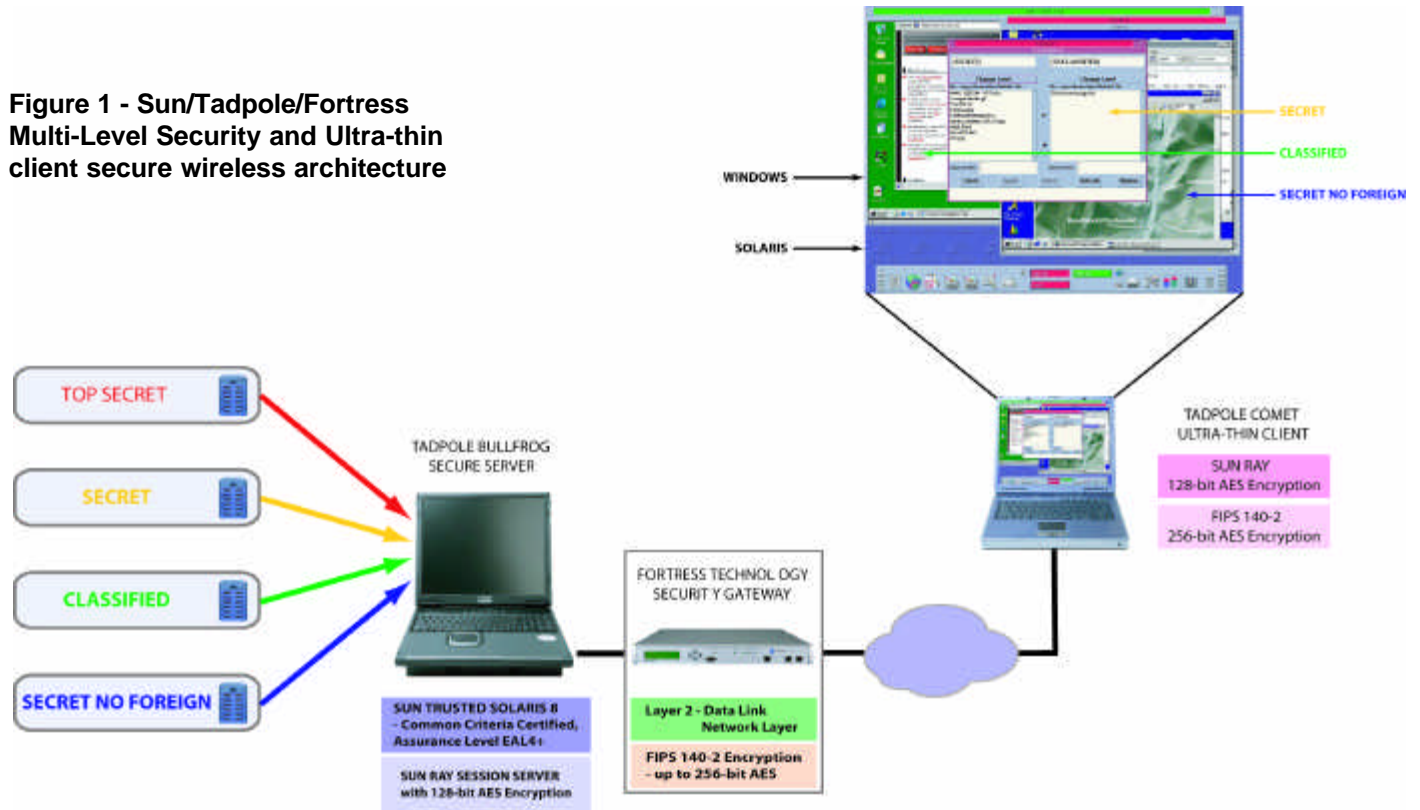 Figure 1 - Sun/Tadpole/Fortress
Multi-Level Security and Ultra-thin
client secure wireless architecture
WINDOWS
SOLARIS
SECRET
CLASSIFIED
SECRET NO FOREIGN
Change Level
Change Level
TOP SECRET
SECRET
CLASSIFIED
SECRET NO FOREIGN
TADPOLE BULLFROG
SECURE SERVER
SUN TRUSTED SOLARIS 8
- Common Criteria Certified,
Assurance Level EAL4+
SUN RAY SESSION SERVER
with 128-bit AES Encryption
FORTRESS TECHNOL OGY
SECURIT Y GATEWAY
Layer 2 - Data Link
Network Layer
FIPS 140-2 Encryption
- up to 256-bit AES
TADPOLE COMET
ULTRA-THIN CLIENT
SUN RAY
128-bit AES Encryption
FIPS 140-2
256-bit AES Encryption